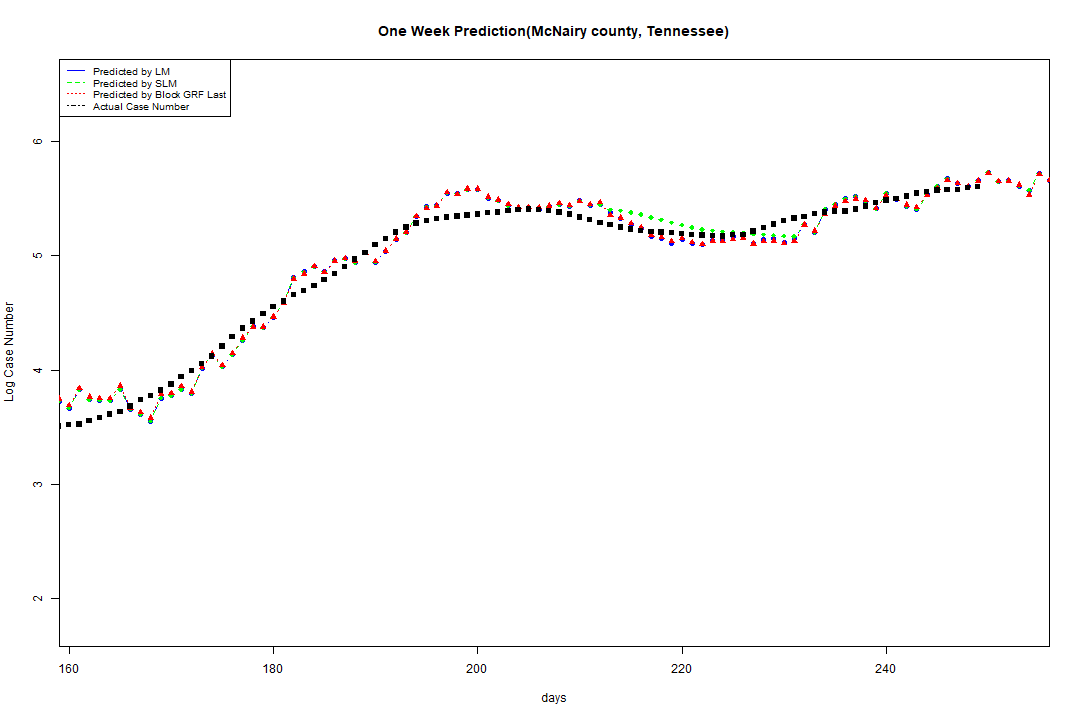 One Week Prediction(McNairy county, Tennessee)
Predicted by LM
Predicted by SLM
Predicted by Block GRF Last
Actual Case Number
6
5
4
3
2
Log Case Number
160 180 200 220 240
days